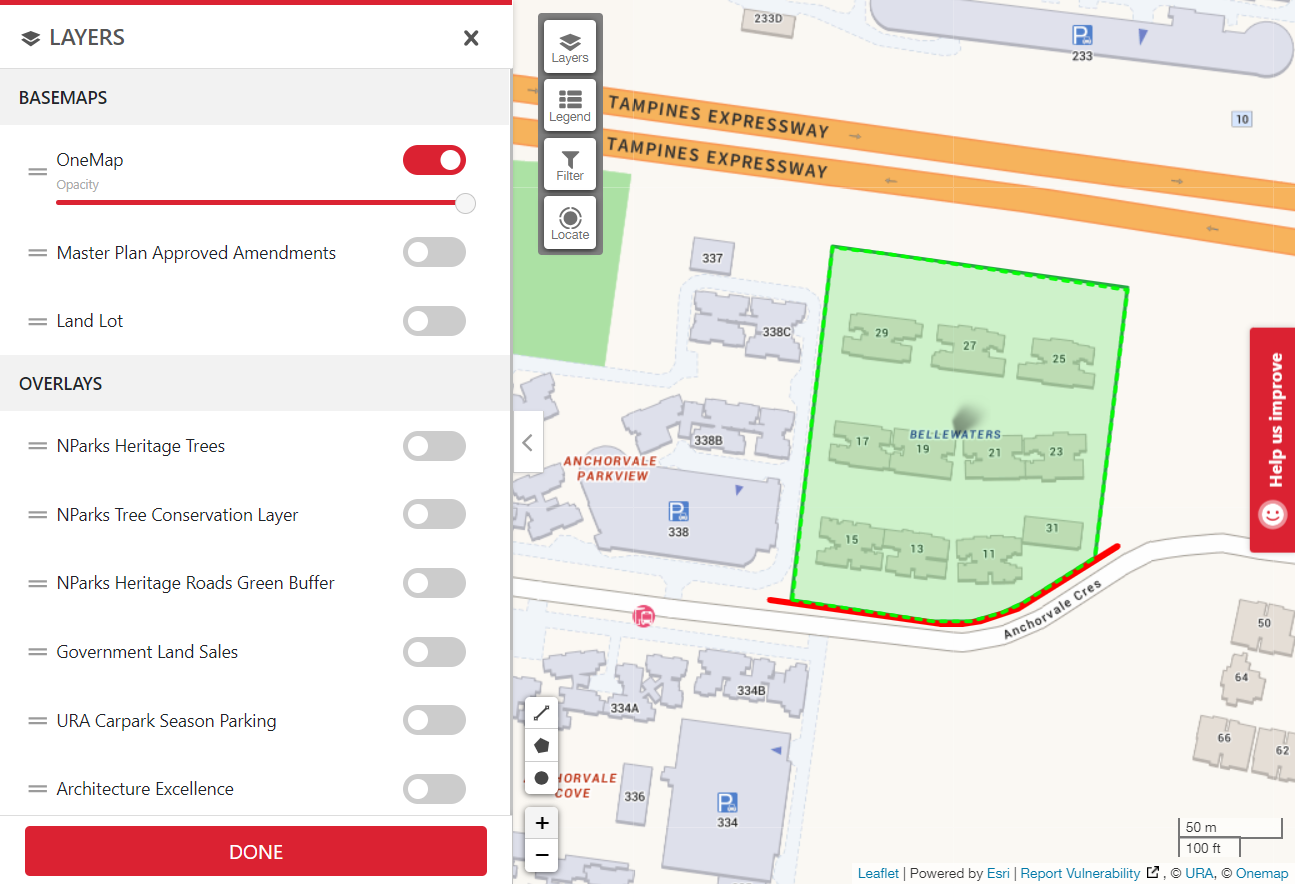 LAYERS
BASEMAPS
OneMap
Opacity
Master Plan Approved Amendments
Land Lot
OVERLAYS
NParks Heritage Trees
NParks Tree Conservation Layer
NParks Heritage Roads Green Buffer
Government Land Sales
URA Carpark Season Parking
Architecture Excellence
DONE
Layers
Legend
Filter
Locate
233D
P
233
TAMPINES EXPRESSWAY
TAMPINES EXPRESSWAY
10
337
338C
29
27
25
338B
BELLEWATERS
17
19
21
23
ANCHORVALE
PARKVIEW
P
338
15
13
11
31
Anchorvale Cres
50
64
66
62
334A
334B
336
P
334
COVE
Help us improve
+
−
50 m
100 ft
Leaflet | Powered by Esri | Report Vulnerability , © URA, © Onemap